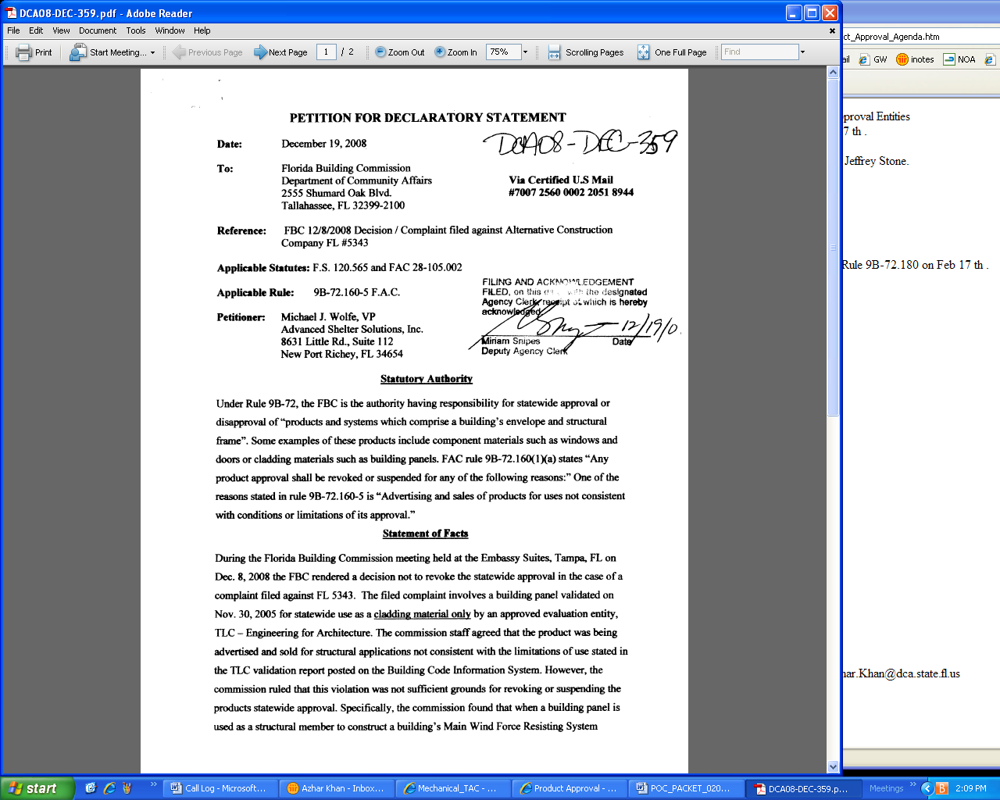 DCA08-DEC-359.pdf - Adobe Reader
File Edit View Document Tools Window Help
Print Start Meeting... Previous Page Next Page 1 / 2 Zoom Out Zoom In 75% Scrolling Pages One Full Page Find
PETITION FOR DECLARATORY STATEMENT
DCA08-DEC-359
Date: December 19, 2008
To: Florida Building Commission
Department of Community Affairs
2555 Shumard Oak Blvd.
Tallahassee, FL 32399-2100
Via Certified U.S Mail
#7007 2560 0002 2051 8944
Reference: FBC 12/8/2008 Decision / Complaint filed against Alternative Construction
Company FL #5343
Applicable Statutes: F.S. 120.565 and FAC 28-105.002
Applicable Rule: 9B-72.160-5 F.A.C.
Petitioner: Michael J. Wolfe, VP
Advanced Shelter Solutions, Inc.
8631 Little Rd., Suite 112
New Port Richey, FL 34654
FILING AND ACKNOWLEDGEMENT
FILED, on this date, with the designated
Agency Clerk, receipt of which is hereby
acknowledged.
12/19/0
Miriam Snipes Date
Deputy Agency Clerk
Statutory Authority
Under Rule 9B-72, the FBC is the authority having responsibility for statewide approval or
disapproval of “products and systems which comprise a building’s envelope and structural
frame”. Some examples of these products include component materials such as windows and
doors or cladding materials such as building panels. FAC rule 9B-72.160(1)(a) states “Any
product approval shall be revoked or suspended for any of the following reasons:” One of the
reasons stated in rule 9B-72.160-5 is “Advertising and sales of products for uses not consistent
with conditions or limitations of its approval.”
Statement of Facts
During the Florida Building Commission meeting held at the Embassy Suites, Tampa, FL on
Dec. 8, 2008 the FBC rendered a decision not to revoke the statewide approval in the case of a
complaint filed against FL 5343. The filed complaint involves a building panel validated on
Nov. 30, 2005 for statewide use as a cladding material only by an approved evaluation entity,
TLC – Engineering for Architecture. The commission staff agreed that the product was being
advertised and sold for structural applications not consistent with the limitations of use stated in
the TLC validation report posted on the Building Code Information System. However, the
commission ruled that this violation was not sufficient grounds for revoking or suspending the
products statewide approval. Specifically, the commission found that when a building panel is
used as a structural member to construct a building’s Main Wind Force Resisting System
ct_Approval_Agenda.htm
ail GW inotes NOA
proval Entities
7 th .
Jeffrey Stone.
Rule 9B-72.180 on Feb 17 th .
har.Khan@dca.state.fl.us
start Call Log - Microsoft... Azhar Khan - Inbox... Mechanical_TAC - ... Product Approval - ... POC_PACKET_020... DCA08-DEC-359.p... Meetings 2:09 PM